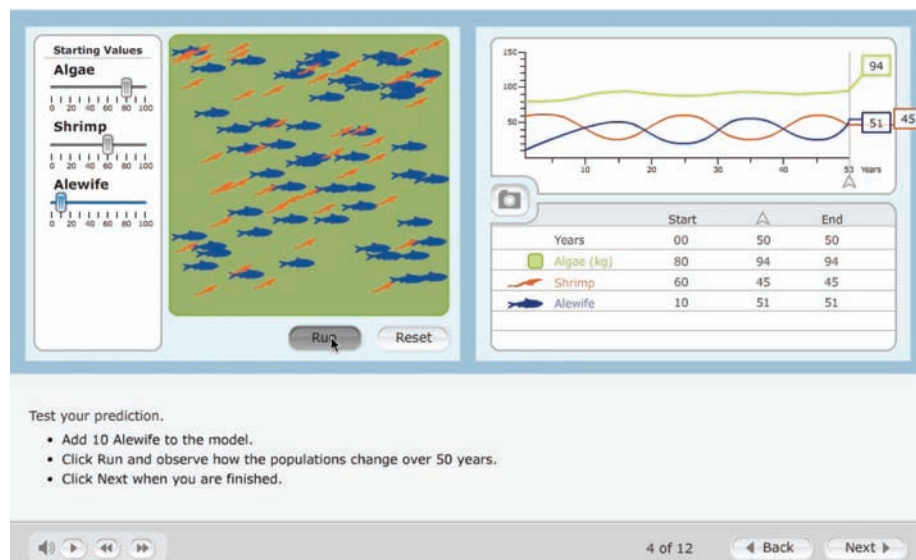 Starting Values
Algae
0 20 40 60 80 100
Shrimp
0 20 40 60 80 100
Alewife
0 20 40 60 80 100
Run
Reset
150
100
50
10 20 30 40 50 Years
94
51
45
Start End
Years 00 50 50
Algae (kg) 80 94 94
Shrimp 60 45 45
Alewife 10 51 51
Test your prediction.
• Add 10 Alewife to the model.
• Click Run and observe how the populations change over 50 years.
• Click Next when you are finished.
4 of 12
Back
Next